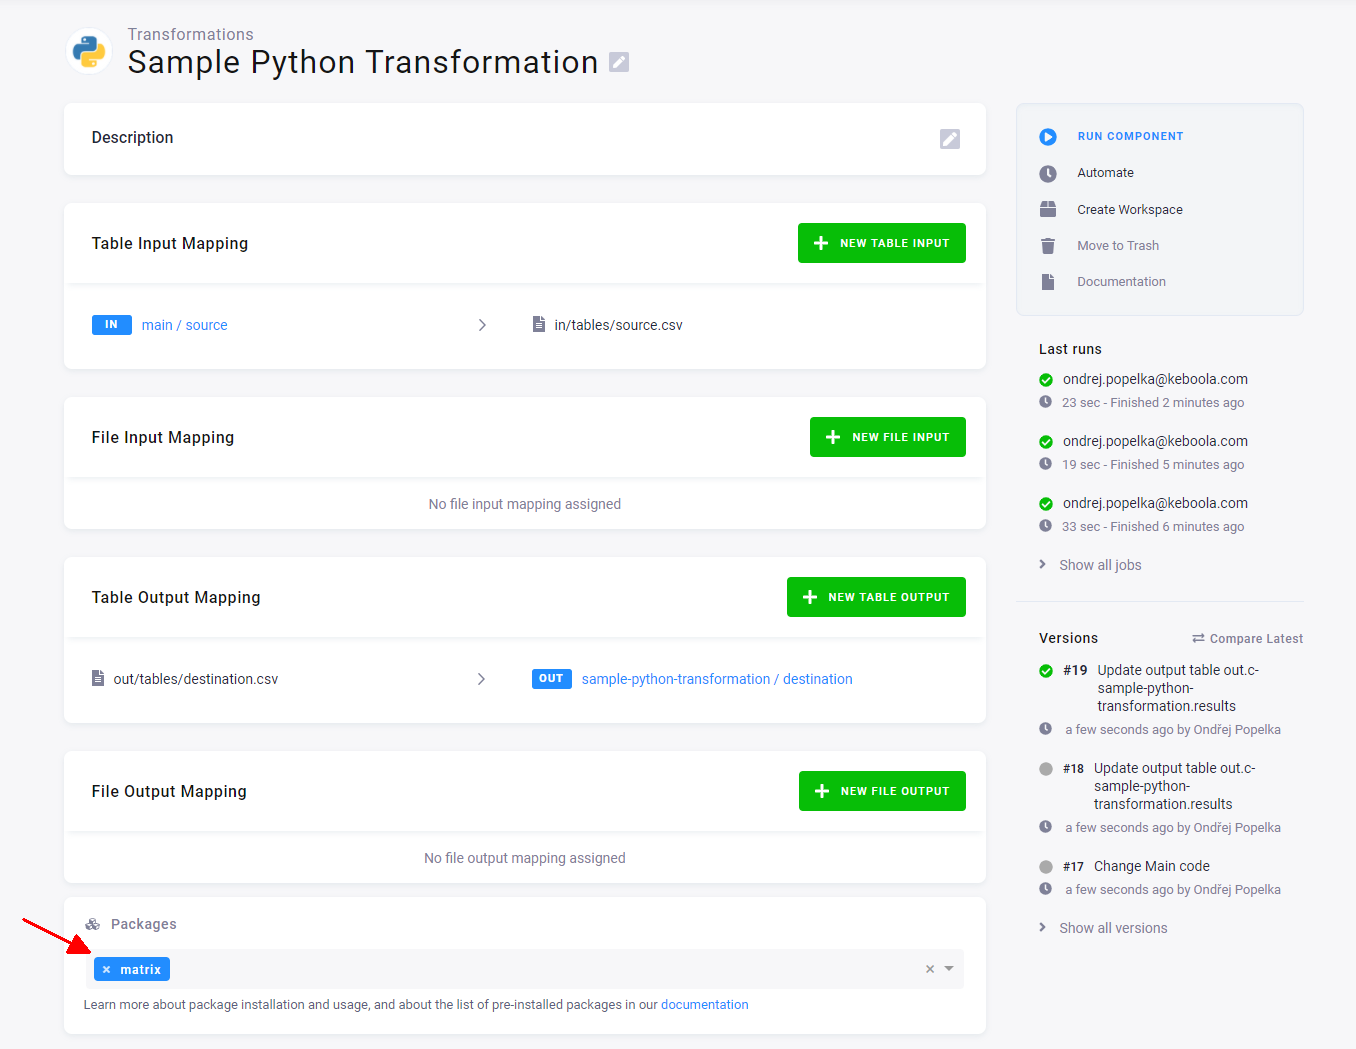 Transformations
Sample Python Transformation
Description
Table Input Mapping
NEW TABLE INPUT
IN main / source
in/tables/source.csv
File Input Mapping
NEW FILE INPUT
No file input mapping assigned
Table Output Mapping
NEW TABLE OUTPUT
out/tables/destination.csv
OUT sample-python-transformation / destination
File Output Mapping
NEW FILE OUTPUT
No file output mapping assigned
Packages
× matrix
Learn more about package installation and usage, and about the list of pre-installed packages in our documentation
RUN COMPONENT
Automate
Create Workspace
Move to Trash
Documentation
Last runs
ondrej.popelka@keboola.com
23 sec - Finished 2 minutes ago
ondrej.popelka@keboola.com
19 sec - Finished 5 minutes ago
ondrej.popelka@keboola.com
33 sec - Finished 6 minutes ago
Show all jobs
Versions
Compare Latest
#19 Update output table out.c-
sample-python-
transformation.results
a few seconds ago by Ondřej Popelka
#18 Update output table out.c-
sample-python-
transformation.results
a few seconds ago by Ondřej Popelka
#17 Change Main code
a few seconds ago by Ondřej Popelka
Show all versions